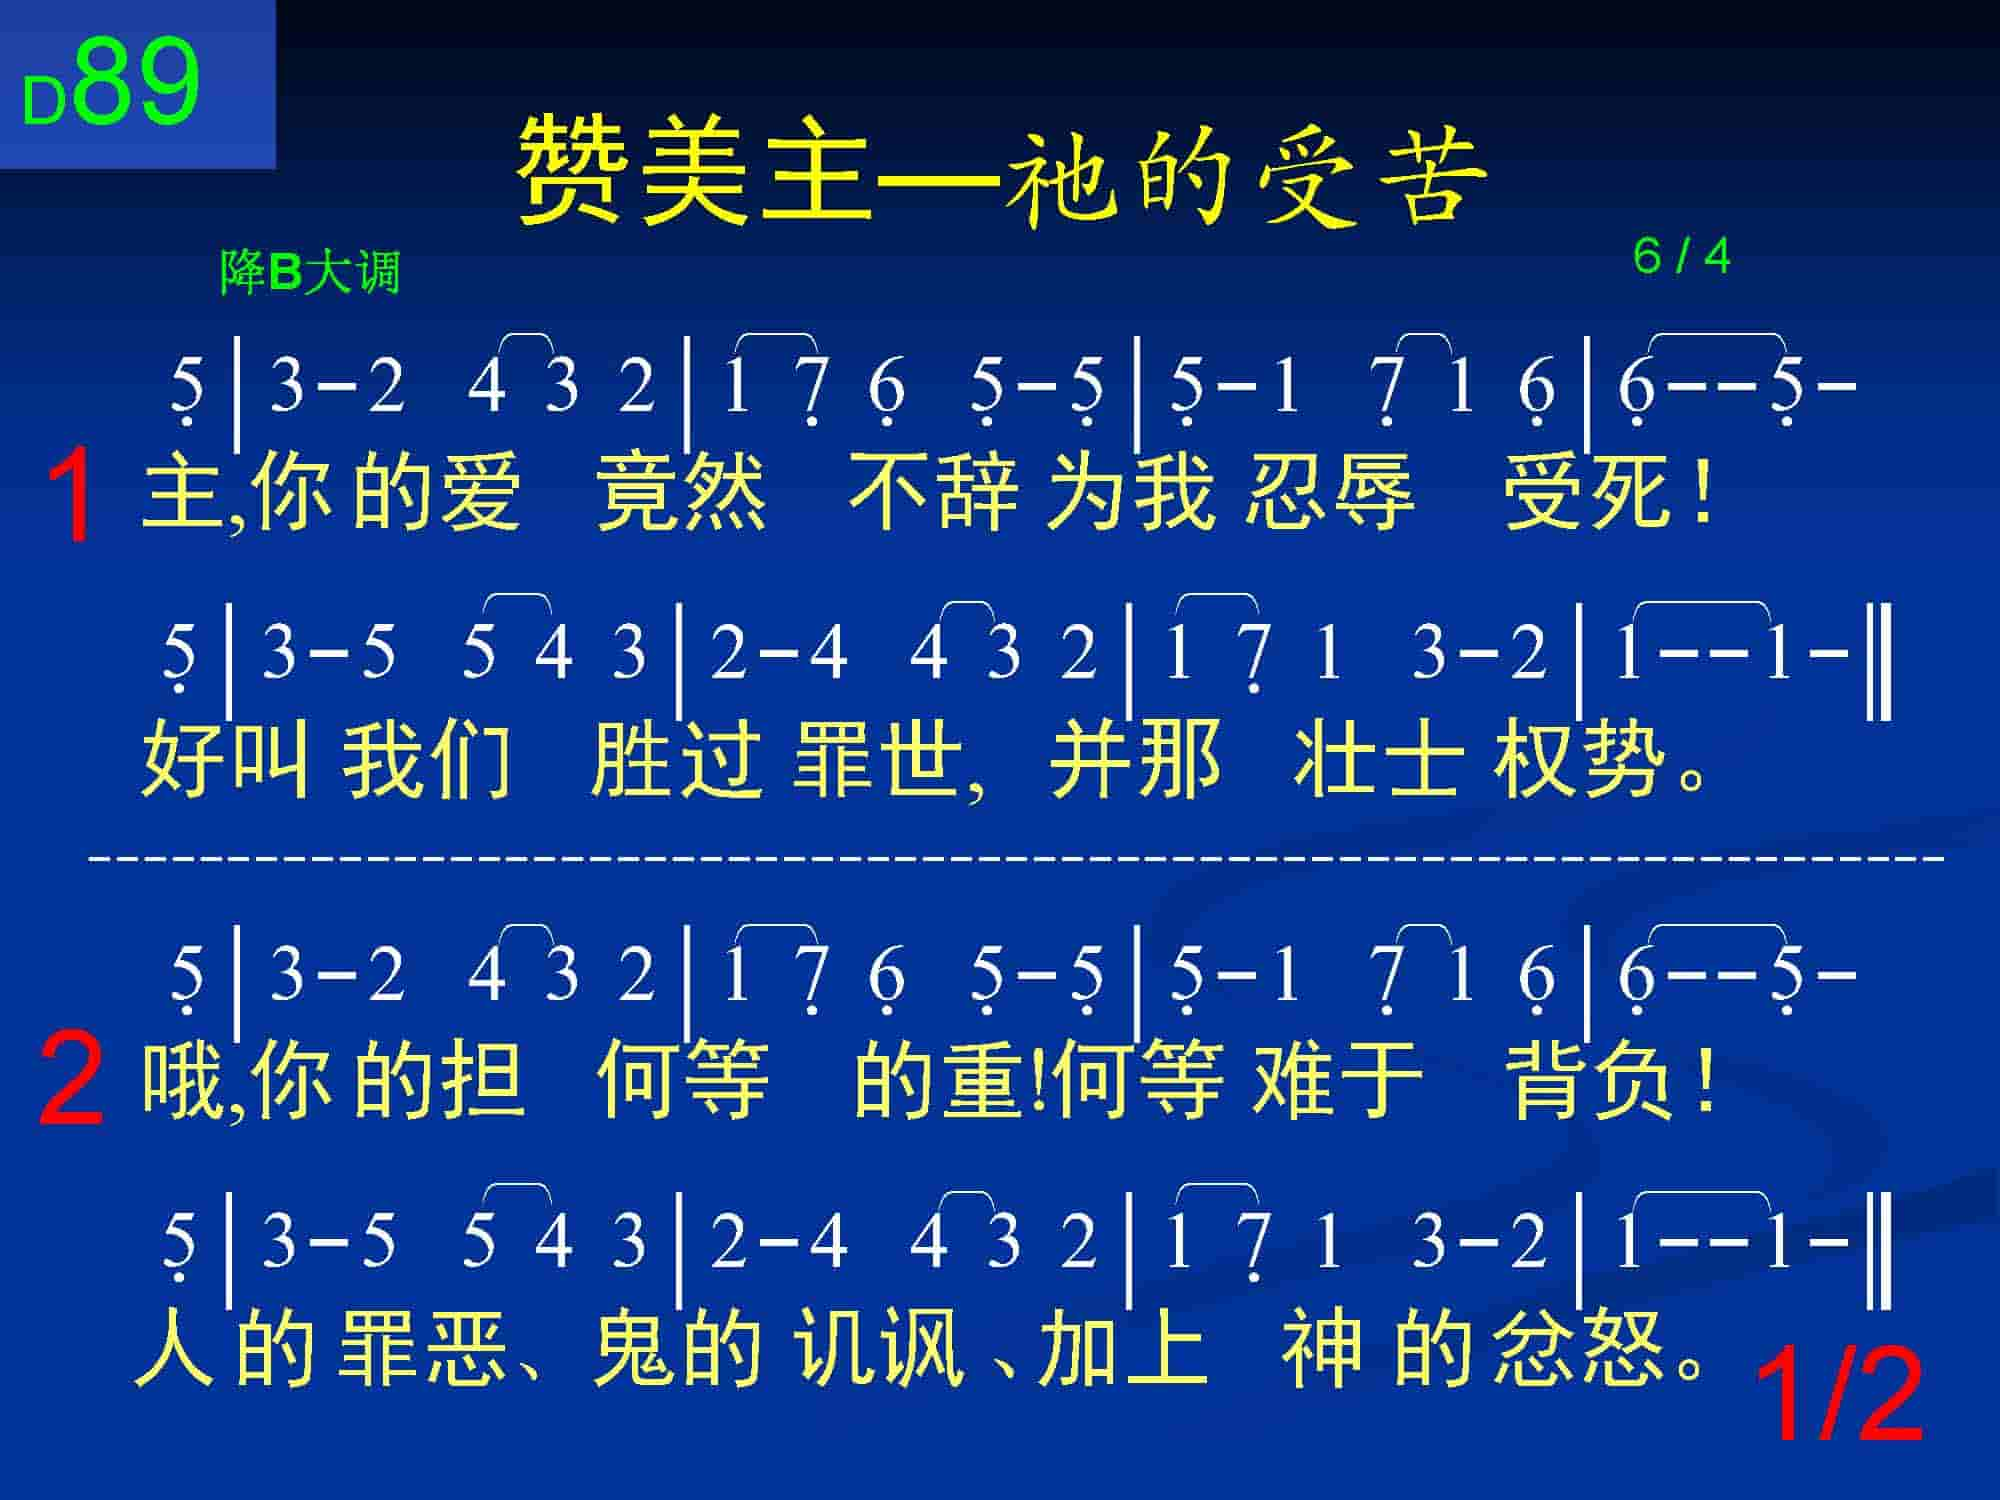 D89
赞美主—祂的受苦
降B大调 6 / 4
5̣ | 3 - 2 4 3 2 | 1 7̣ 6̣ 5̣ - 5̣ | 5̣ - 1 7̣ 1 6̣ | 6̣ - - 5̣ -
1 主,你的爱 竟然 不辞 为我 忍辱 受死！
5̣ | 3 - 5 5 4 3 | 2 - 4 4 3 2 | 1 7̣ 1 3 - 2 | 1 - - 1 - ‖
好叫 我们 胜过 罪世, 并那 壮士 权势。
5̣ | 3 - 2 4 3 2 | 1 7̣ 6̣ 5̣ - 5̣ | 5̣ - 1 7̣ 1 6̣ | 6̣ - - 5̣ -
2 哦,你的担 何等 的重!何等 难于 背负！
5̣ | 3 - 5 5 4 3 | 2 - 4 4 3 2 | 1 7̣ 1 3 - 2 | 1 - - 1 - ‖
人的 罪恶、鬼的 讥讽、加上 神的 忿怒。
1/2